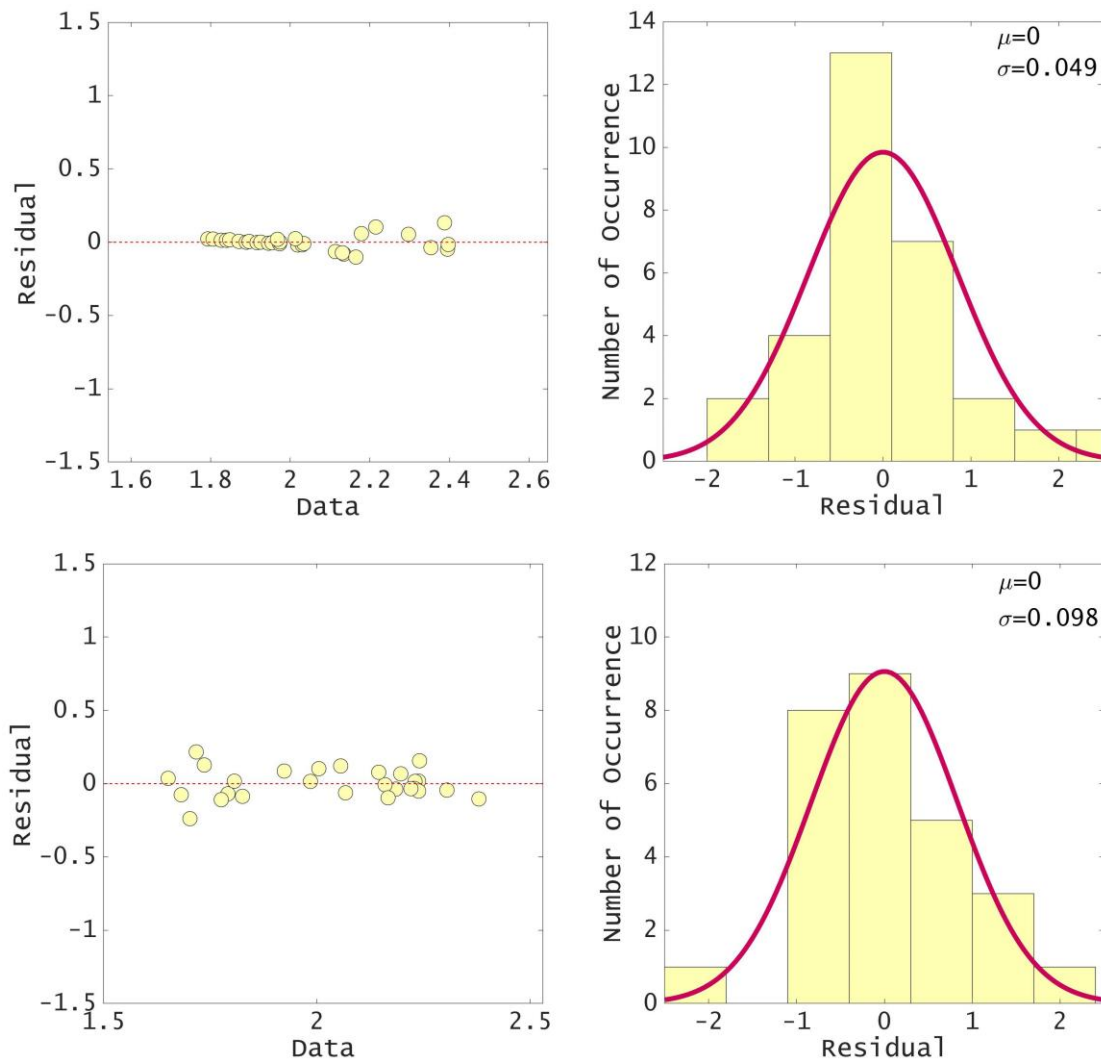 1.5
1
0.5
0
-0.5
-1
-1.5
Residual
1.6 1.8 2 2.2 2.4 2.6
Data
14
12
10
8
6
4
2
0
Number of Occurrence
μ=0
σ=0.049
-2 -1 0 1 2
Residual
1.5
1
0.5
0
-0.5
-1
-1.5
Residual
1.5 2 2.5
Data
12
10
8
6
4
2
0
Number of Occurrence
μ=0
σ=0.098
-2 -1 0 1 2
Residual